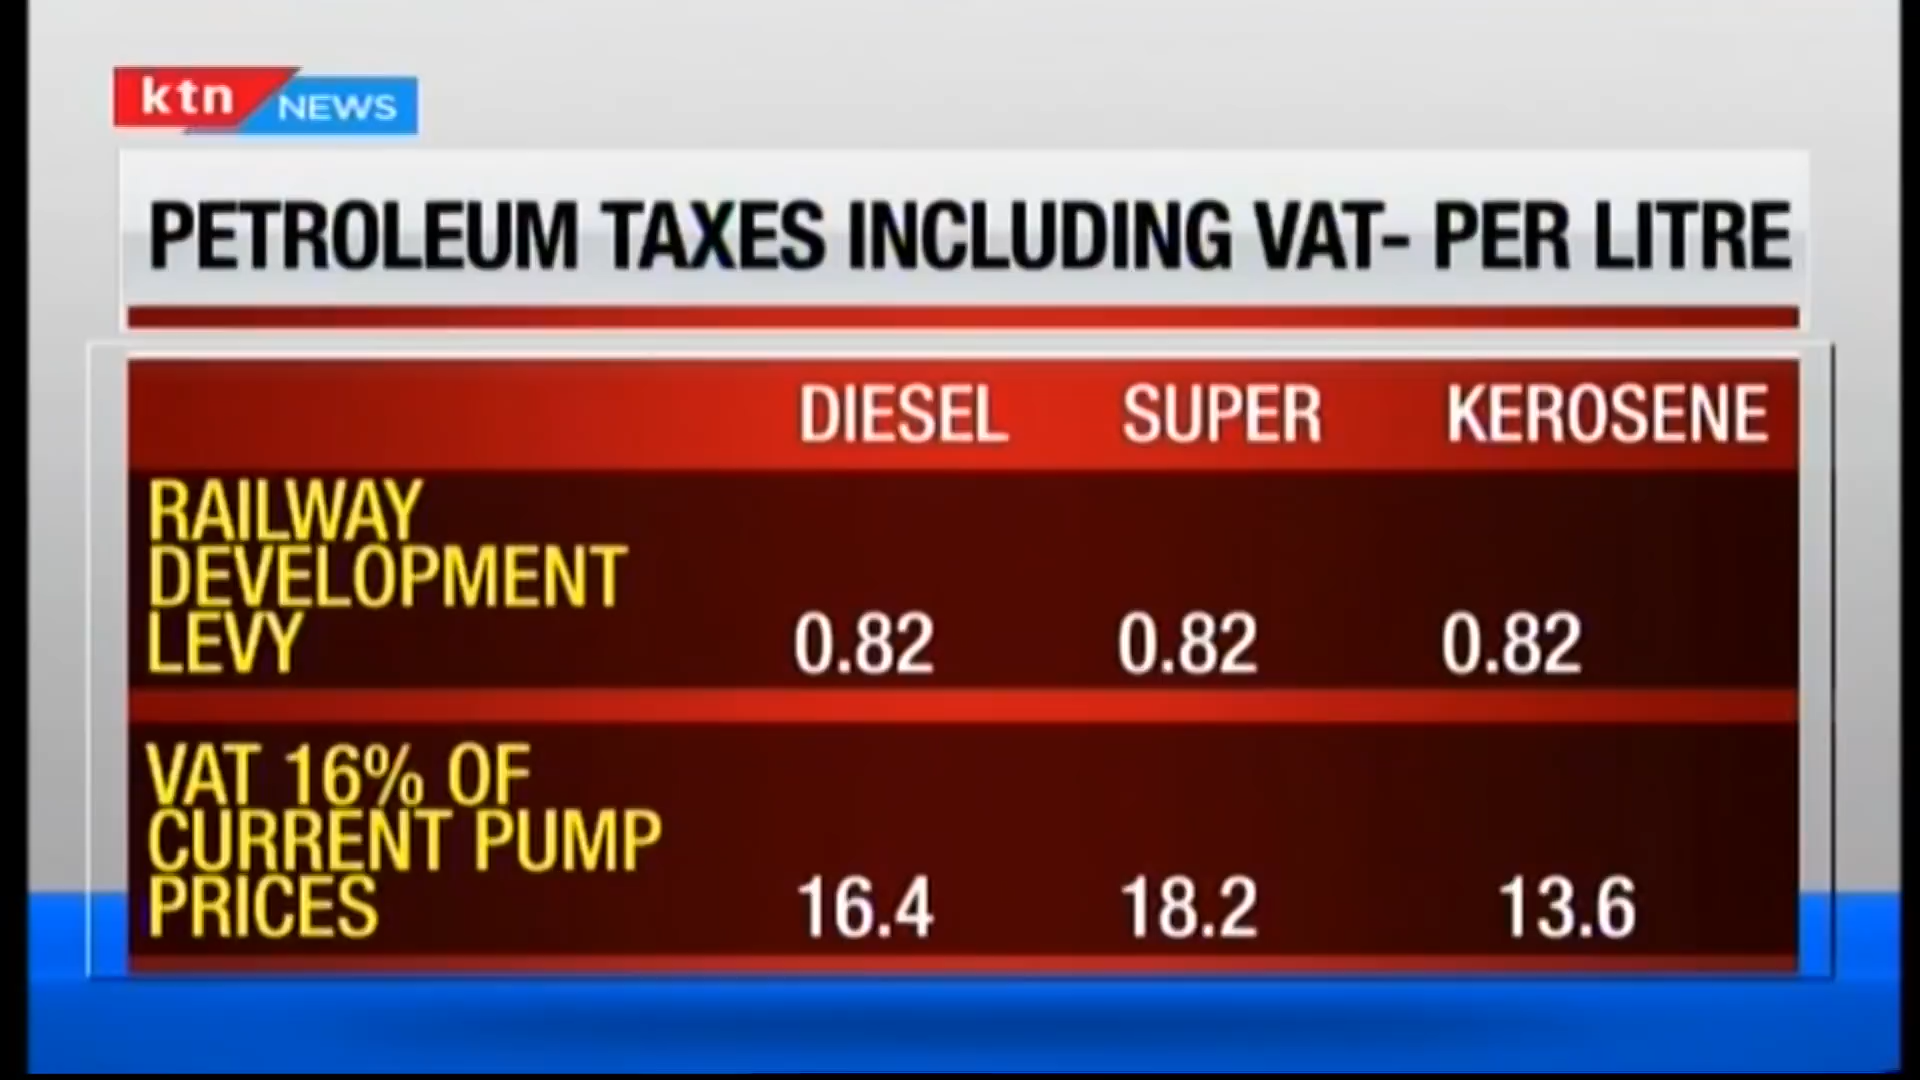 ktn NEWS
PETROLEUM TAXES INCLUDING VAT- PER LITRE
DIESEL SUPER KEROSENE
RAILWAY
DEVELOPMENT
LEVY 0.82 0.82 0.82
VAT 16% OF
CURRENT PUMP
PRICES 16.4 18.2 13.6